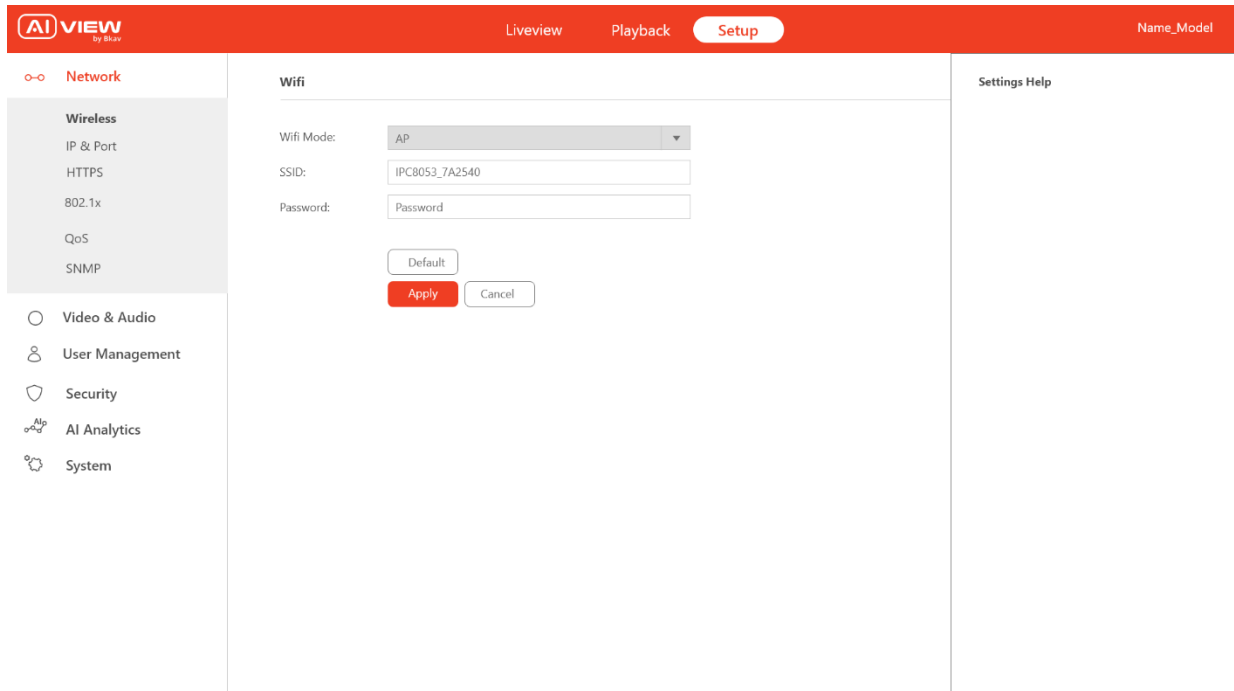 AI VIEW
by Bkav
Liveview Playback Setup
Name_Model
Network
Wireless
IP & Port
HTTPS
802.1x
QoS
SNMP
Video & Audio
User Management
Security
AI Analytics
System
Wifi
Wifi Mode: AP
SSID: IPC8053_7A2540
Password: Password
Default
Apply Cancel
Settings Help